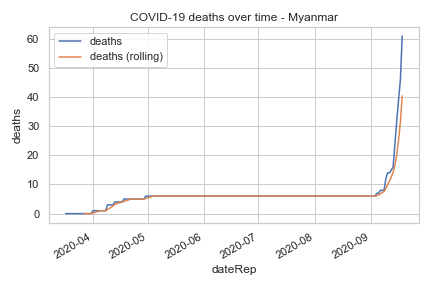 COVID-19 deaths over time - Myanmar
deaths
deaths (rolling)
60
50
40
30
20
10
0
deaths
2020-04
2020-05
2020-06
2020-07
2020-08
2020-09
dateRep